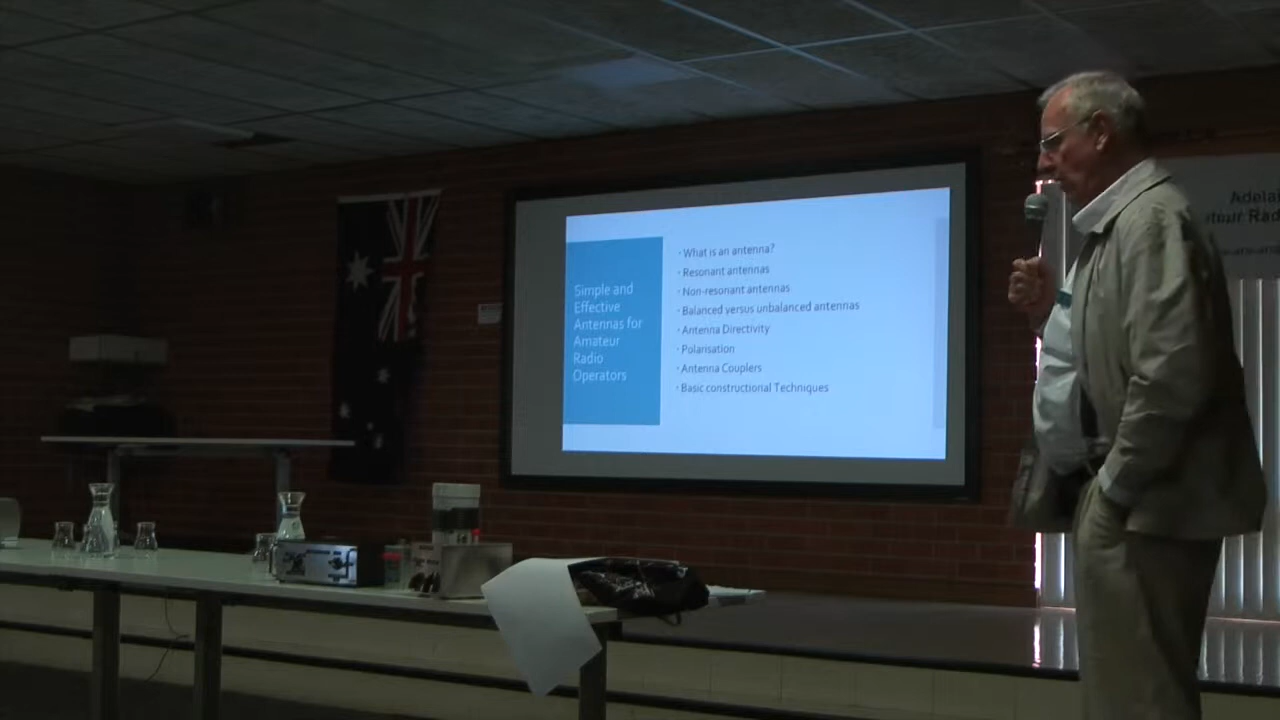 Simple and
Effective
Antennas for
Amateur
Radio
Operators
· What is an antenna?
· Resonant antennas
· Non-resonant antennas
· Balanced versus unbalanced antennas
· Antenna Directivity
· Polarisation
· Antenna Couplers
· Basic constructional Techniques
Adela